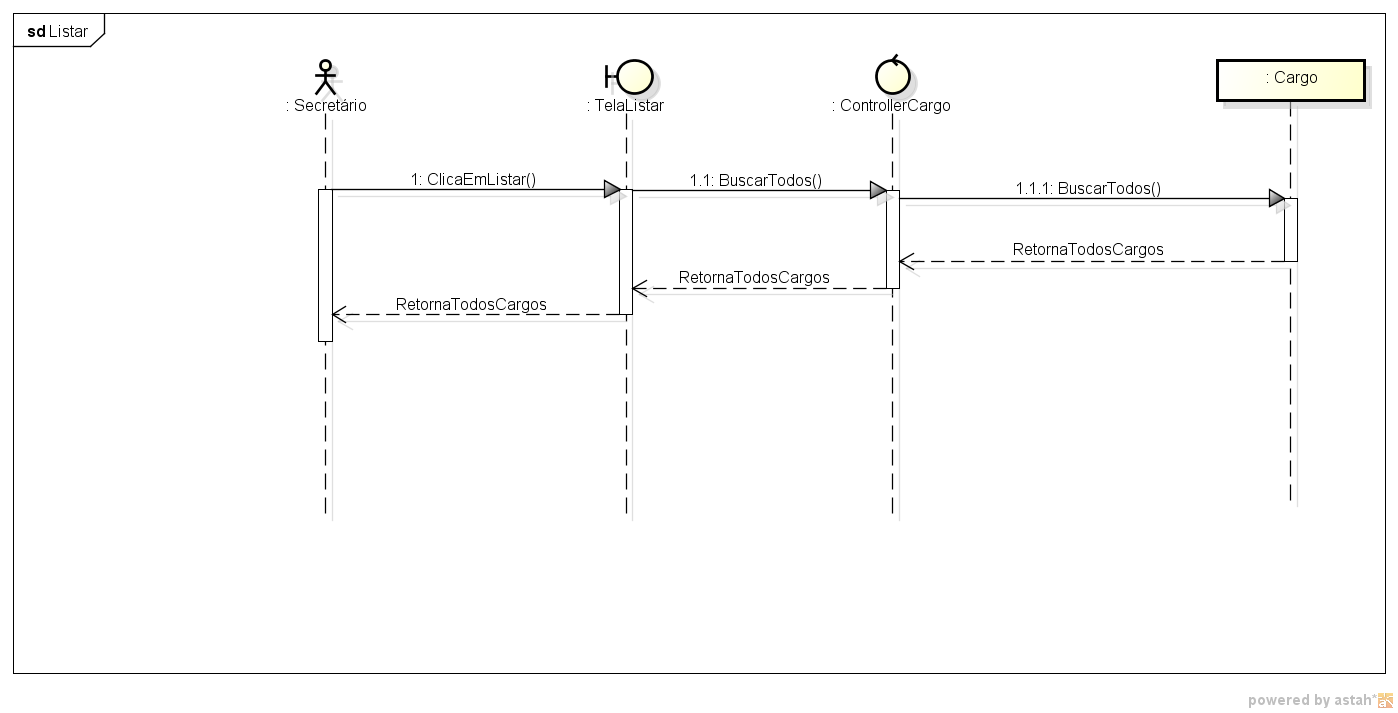 sd Listar
: Secretário
: TelaListar
: ControllerCargo
: Cargo
1: ClicaEmListar()
1.1: BuscarTodos()
1.1.1: BuscarTodos()
RetornaTodosCargos
RetornaTodosCargos
RetornaTodosCargos
powered by astah*